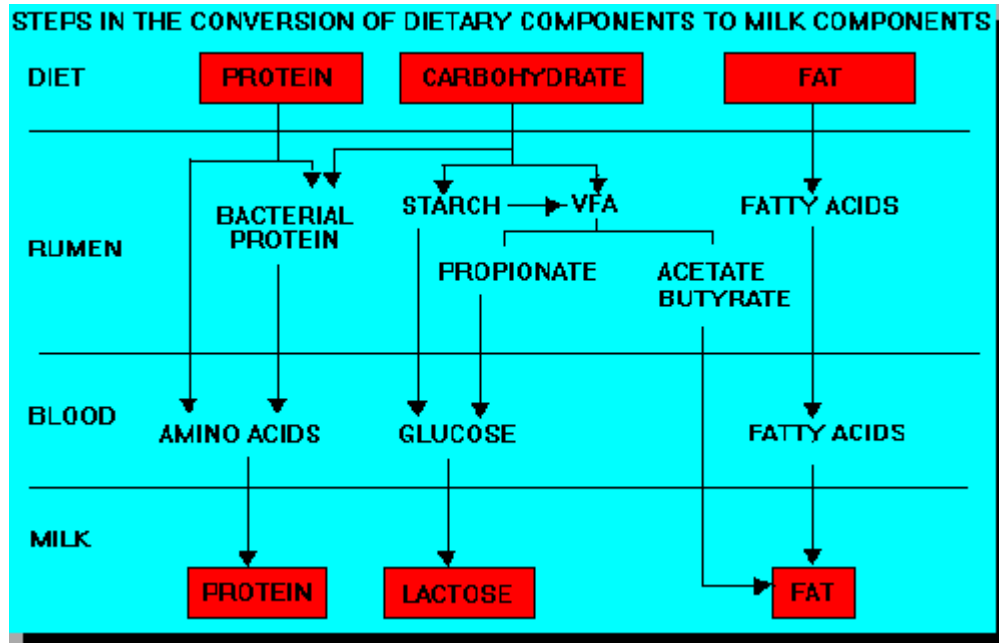 STEPS IN THE CONVERSION OF DIETARY COMPONENTS TO MILK COMPONENTS
DIET
PROTEIN
CARBOHYDRATE
FAT
RUMEN
BACTERIAL
PROTEIN
STARCH
VFA
FATTY ACIDS
PROPIONATE
ACETATE
BUTYRATE
BLOOD
AMINO ACIDS
GLUCOSE
FATTY ACIDS
MILK
PROTEIN
LACTOSE
FAT